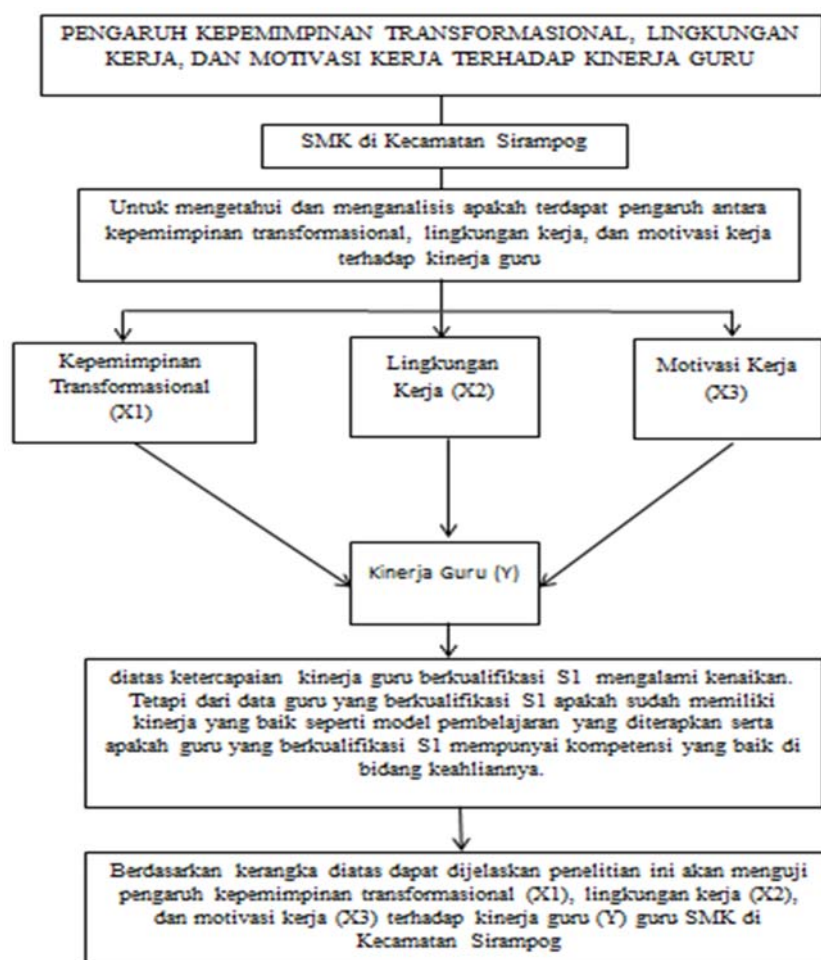 PENGARUH KEPEMIMPINAN TRANSFORMASIONAL, LINGKUNGAN
KERJA, DAN MOTIVASI KERJA TERHADAP KINERJA GURU
SMK di Kecamatan Sirampog
Untuk mengetahui dan menganalisis apakah terdapat pengaruh antara
kepemimpinan transformasional, lingkungan kerja, dan motivasi kerja
terhadap kinerja guru
Kepemimpinan
Transformasional
(X1)
Lingkungan
Kerja (X2)
Motivasi Kerja
(X3)
Kinerja Guru (Y)
diatas ketercapaian kinerja guru berkualifikasi S1 mengalami kenaikan.
Tetapi dari data guru yang berkualifikasi S1 apakah sudah memiliki
kinerja yang baik seperti model pembelajaran yang diterapkan serta
apakah guru yang berkualifikasi S1 mempunyai kompetensi yang baik di
bidang keahliannya.
Berdasarkan kerangka diatas dapat dijelaskan penelitian ini akan menguji
pengaruh kepemimpinan transformasional (X1), lingkungan kerja (X2),
dan motivasi kerja (X3) terhadap kinerja guru (Y) guru SMK di
Kecamatan Sirampog